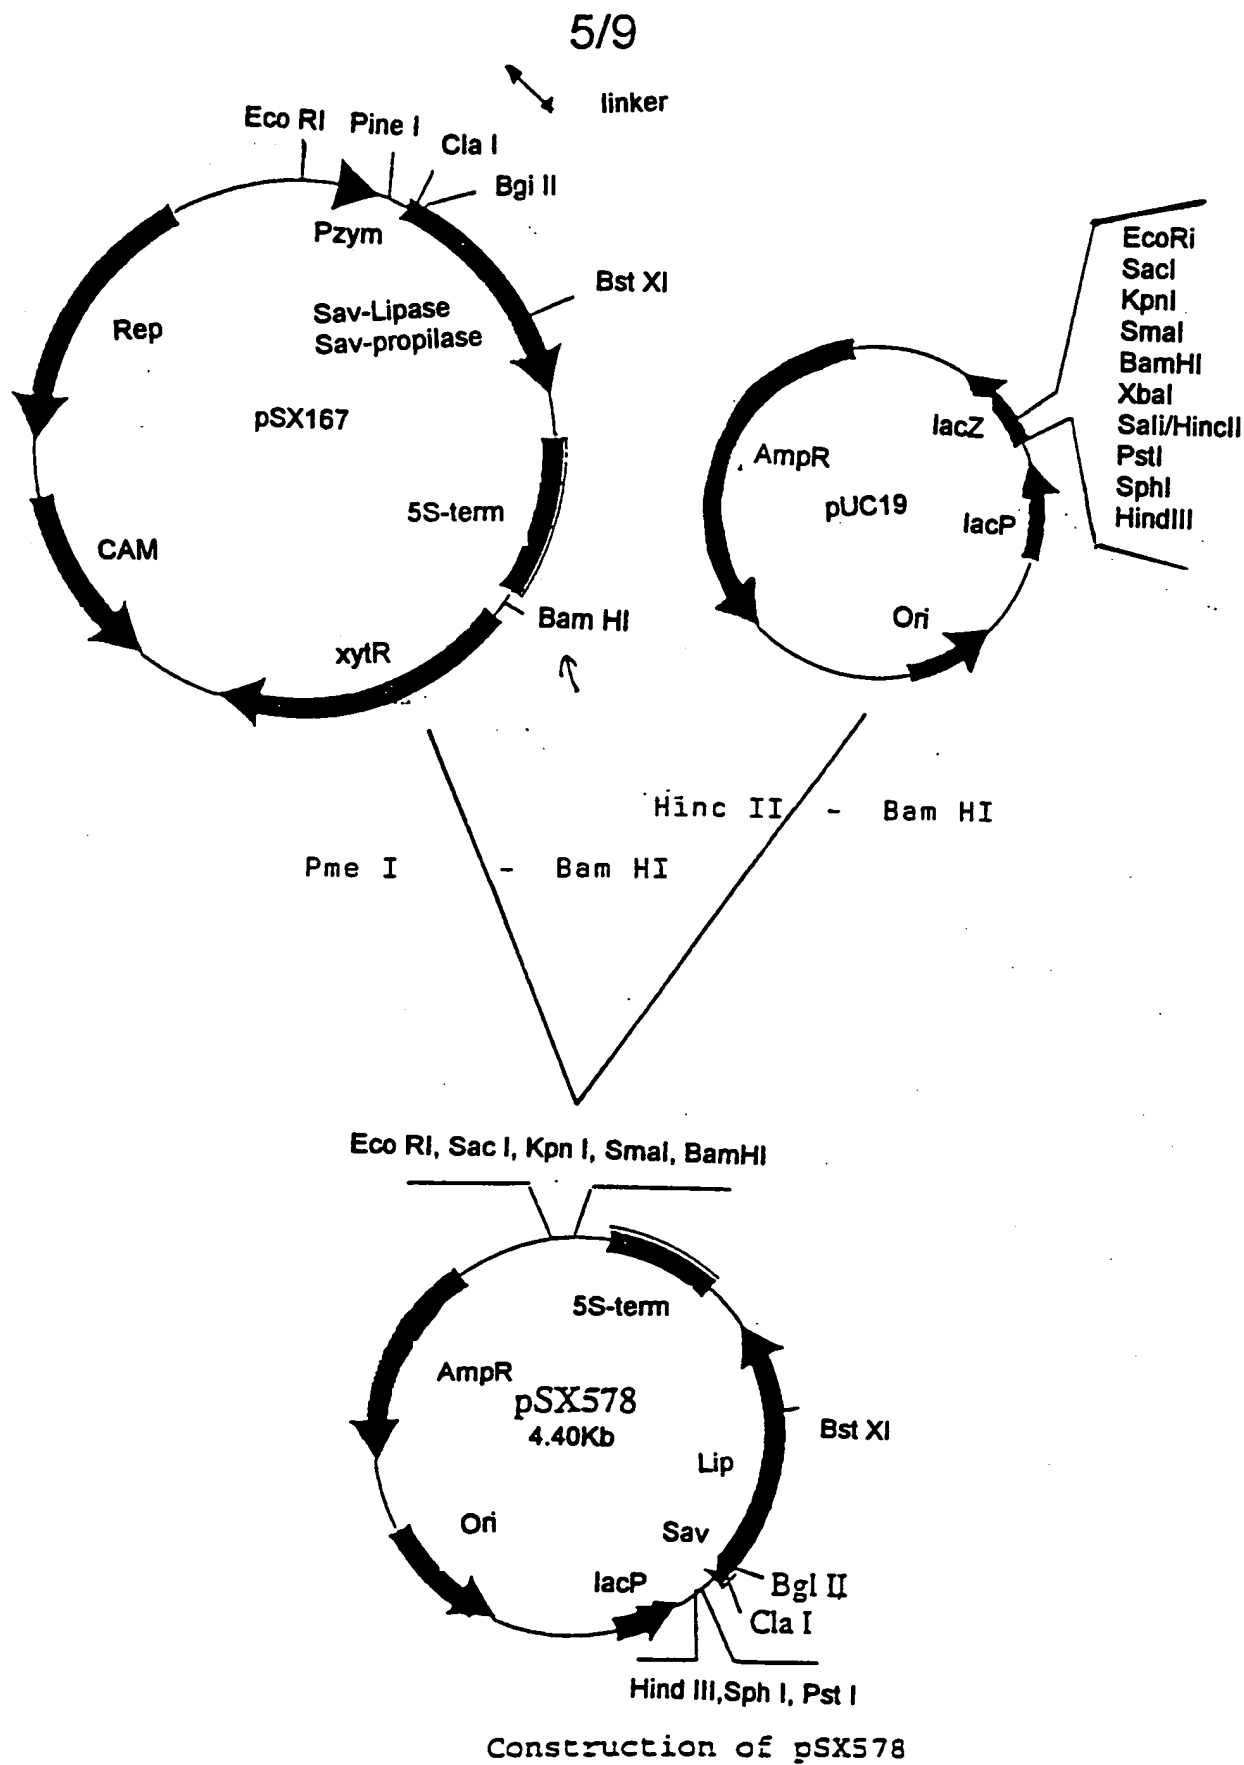 5/9
linker
Eco RI
Pine I
Cla I
Bgi II
Pzym
Bst XI
Sav-Lipase
Sav-propilase
Rep
pSX167
5S-term
CAM
Bam HI
xytR
EcoRi
SacI
KpnI
SmaI
BamHI
XbaI
Sali/HincII
PstI
SphI
HindIII
lacZ
AmpR
pUC19
lacP
Ori
Hinc II - Bam HI
Pme I - Bam HI
Eco RI, Sac I, Kpn I, SmaI, BamHI
5S-term
AmpR
pSX578
4.40Kb
Bst XI
Lip
Ori
Sav
lacP
Bgl II
Cla I
Hind III,Sph I, Pst I
Construction of pSX578